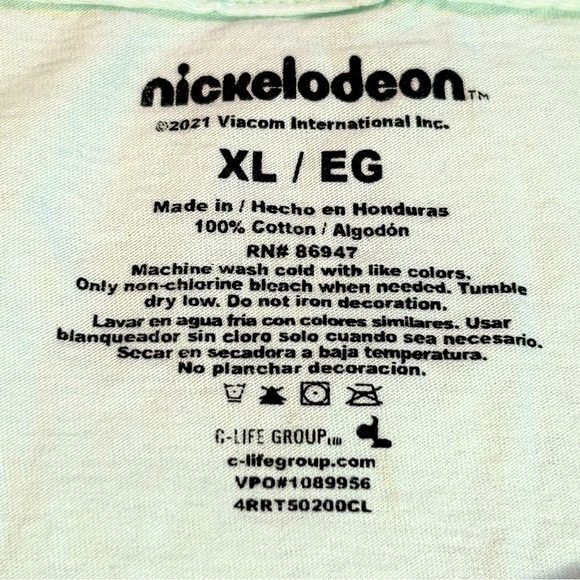 nickelodeon™
©2021 Viacom International Inc.
XL / EG
Made in / Hecho en Honduras
100% Cotton / Algodón
RN# 86947
Machine wash cold with like colors.
Only non-chlorine bleach when needed. Tumble
dry low. Do not iron decoration.
Lavar en agua fría con colores similares. Usar
blanqueador sin cloro solo cuando sea necesario.
Secar en secadora a baja temperatura.
No planchar decoración.
C-LIFE GROUP LTD
c-lifegroup.com
VPO#1089956
4RRT50200CL